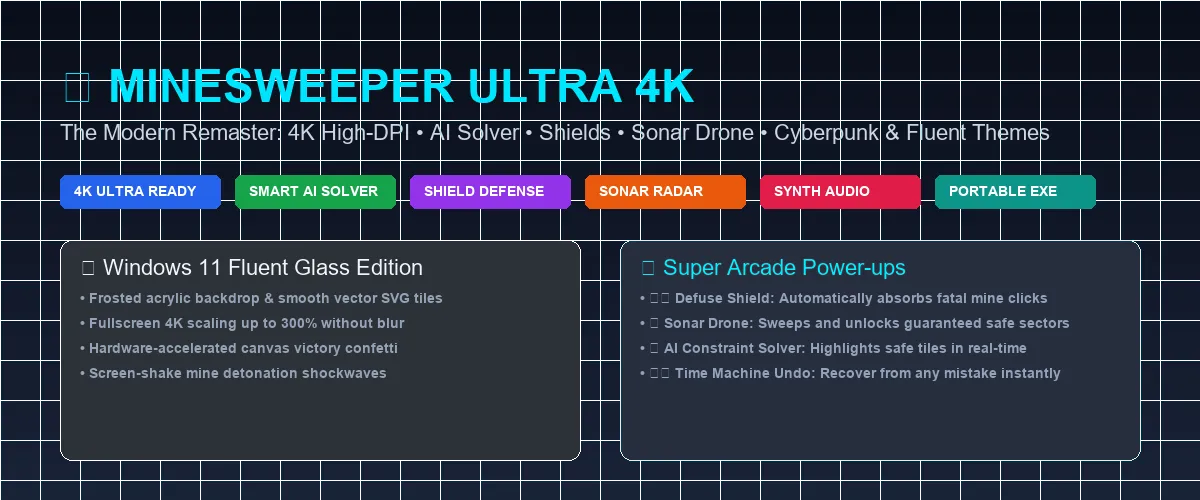 MINESWEEPER ULTRA 4K
The Modern Remaster: 4K High-DPI • AI Solver • Shields • Sonar Drone • Cyberpunk & Fluent Themes
4K ULTRA READY
SMART AI SOLVER
SHIELD DEFENSE
SONAR RADAR
SYNTH AUDIO
PORTABLE EXE
Windows 11 Fluent Glass Edition
• Frosted acrylic backdrop & smooth vector SVG tiles
• Fullscreen 4K scaling up to 300% without blur
• Hardware-accelerated canvas victory confetti
• Screen-shake mine detonation shockwaves
Super Arcade Power-ups
• Defuse Shield: Automatically absorbs fatal mine clicks
• Sonar Drone: Sweeps and unlocks guaranteed safe sectors
• AI Constraint Solver: Highlights safe tiles in real-time
• Time Machine Undo: Recover from any mistake instantly